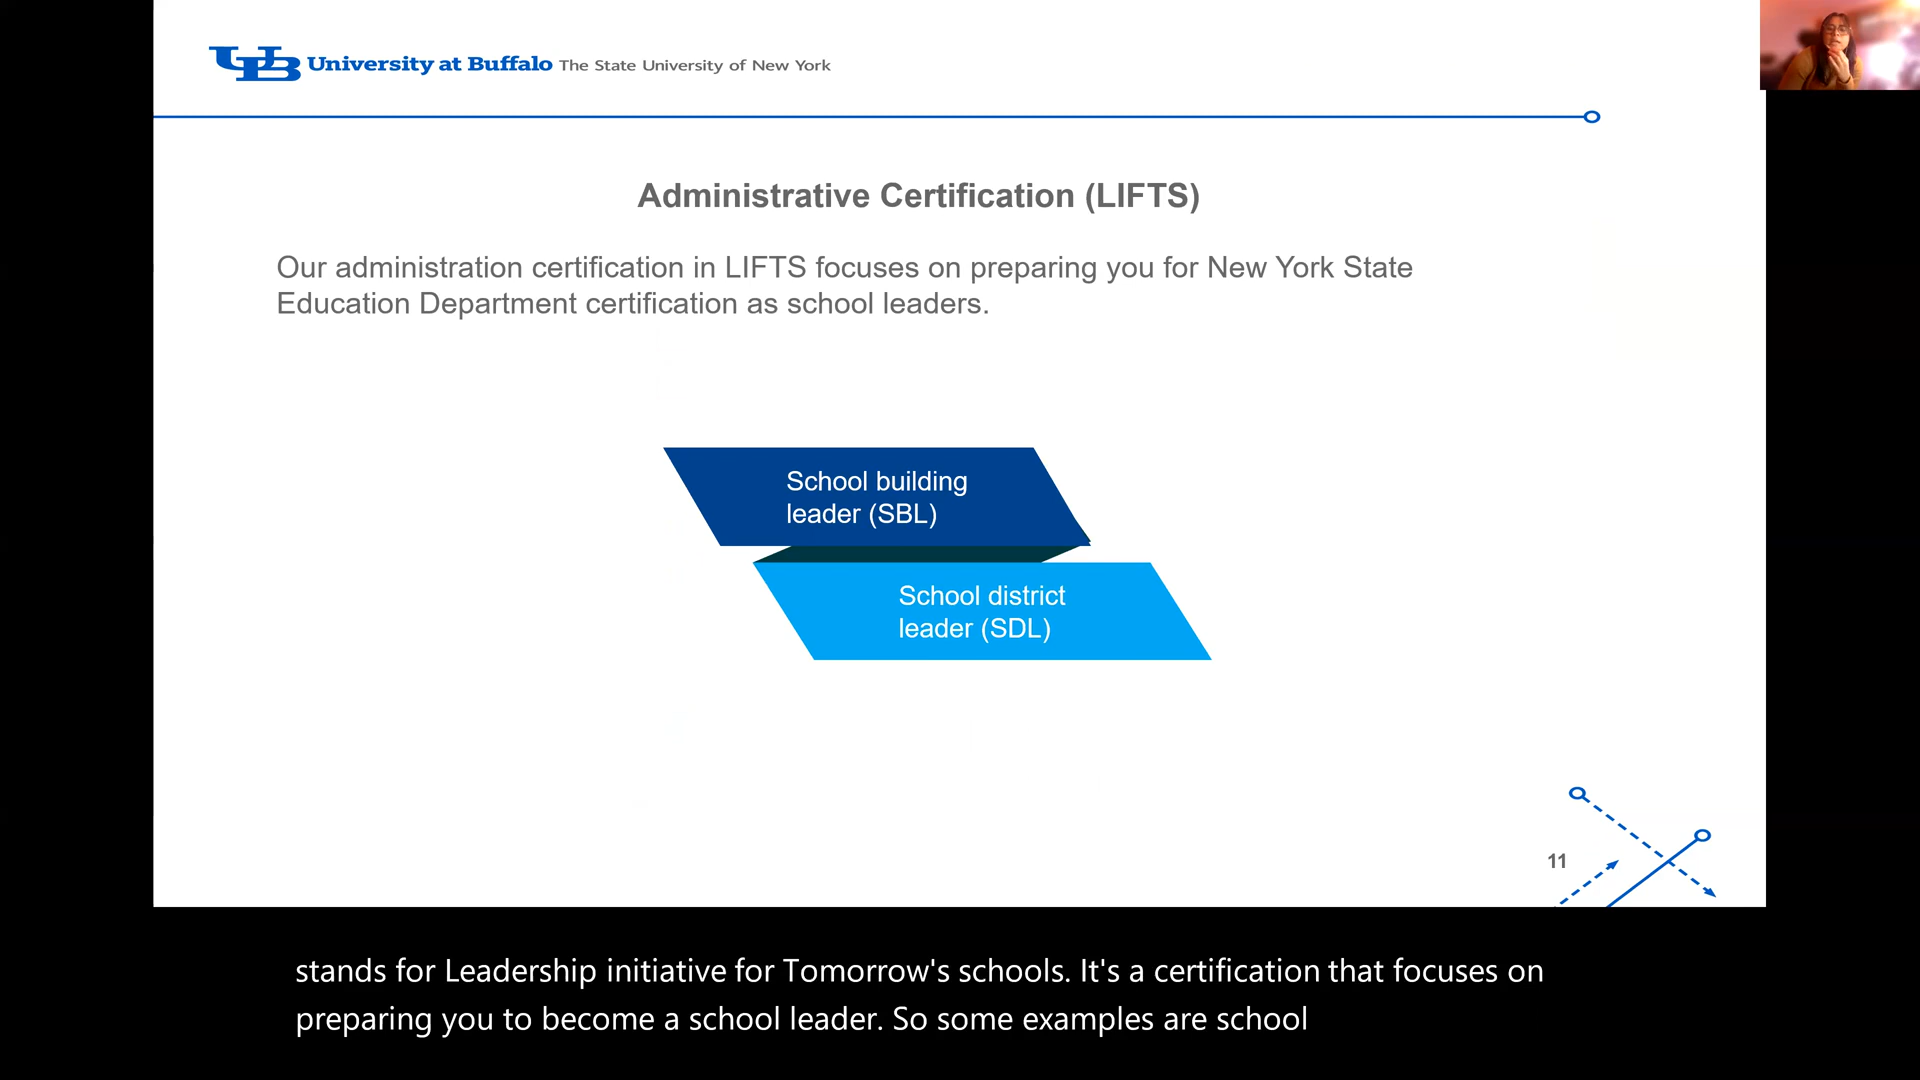 UB University at Buffalo The State University of New York
Administrative Certification (LIFTS)
Our administration certification in LIFTS focuses on preparing you for New York State
Education Department certification as school leaders.
School building
leader (SBL)
School district
leader (SDL)
11
stands for Leadership initiative for Tomorrow's schools. It's a certification that focuses on
preparing you to become a school leader. So some examples are school